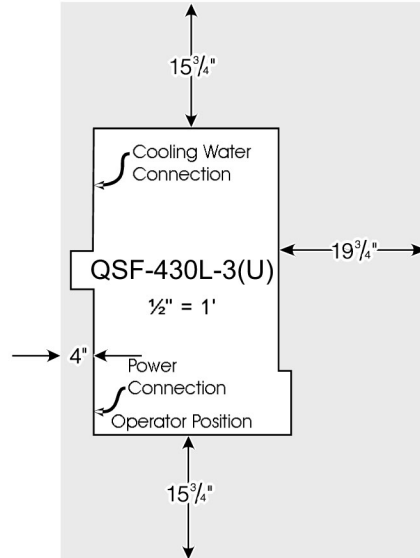 15¾"
Cooling Water
Connection
QSF-430L-3(U)
19¾"
½" = 1'
4"
Power
Connection
Operator Position
15¾"